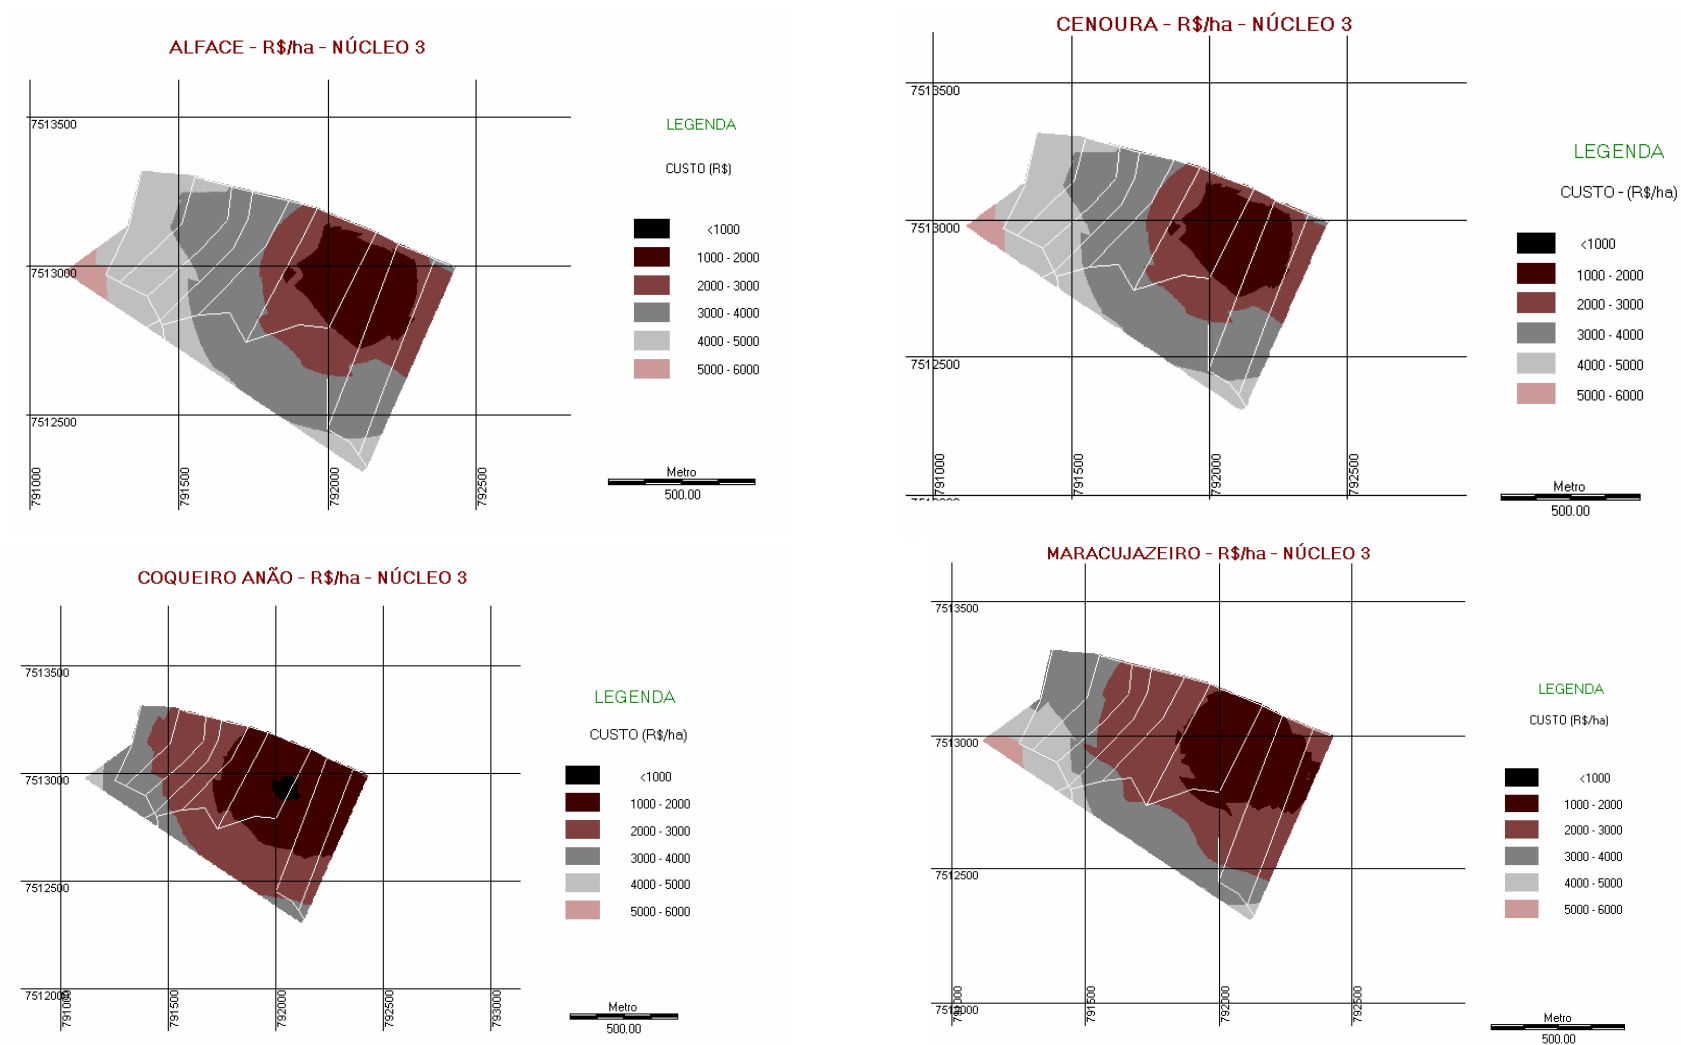 ALFACE - R$/ha - NÚCLEO 3
7513500
7513000
7512500
791000
791500
792000
792500
LEGENDA
CUSTO (R$)
<1000
1000 - 2000
2000 - 3000
3000 - 4000
4000 - 5000
5000 - 6000
Metro
500.00
CENOURA - R$/ha - NÚCLEO 3
7513500
7513000
7512500
791000
791500
792000
792500
LEGENDA
CUSTO - (R$/ha)
<1000
1000 - 2000
2000 - 3000
3000 - 4000
4000 - 5000
5000 - 6000
Metro
500.00
COQUEIRO ANÃO - R$/ha - NÚCLEO 3
7513500
7513000
7512500
7512000
791000
791500
792000
792500
793000
LEGENDA
CUSTO (R$/ha)
<1000
1000 - 2000
2000 - 3000
3000 - 4000
4000 - 5000
5000 - 6000
Metro
500.00
MARACUJAZEIRO - R$/ha - NÚCLEO 3
7513500
7513000
7512500
7512000
791000
791500
792000
792500
LEGENDA
CUSTO (R$/ha)
<1000
1000 - 2000
2000 - 3000
3000 - 4000
4000 - 5000
5000 - 6000
Metro
500.00